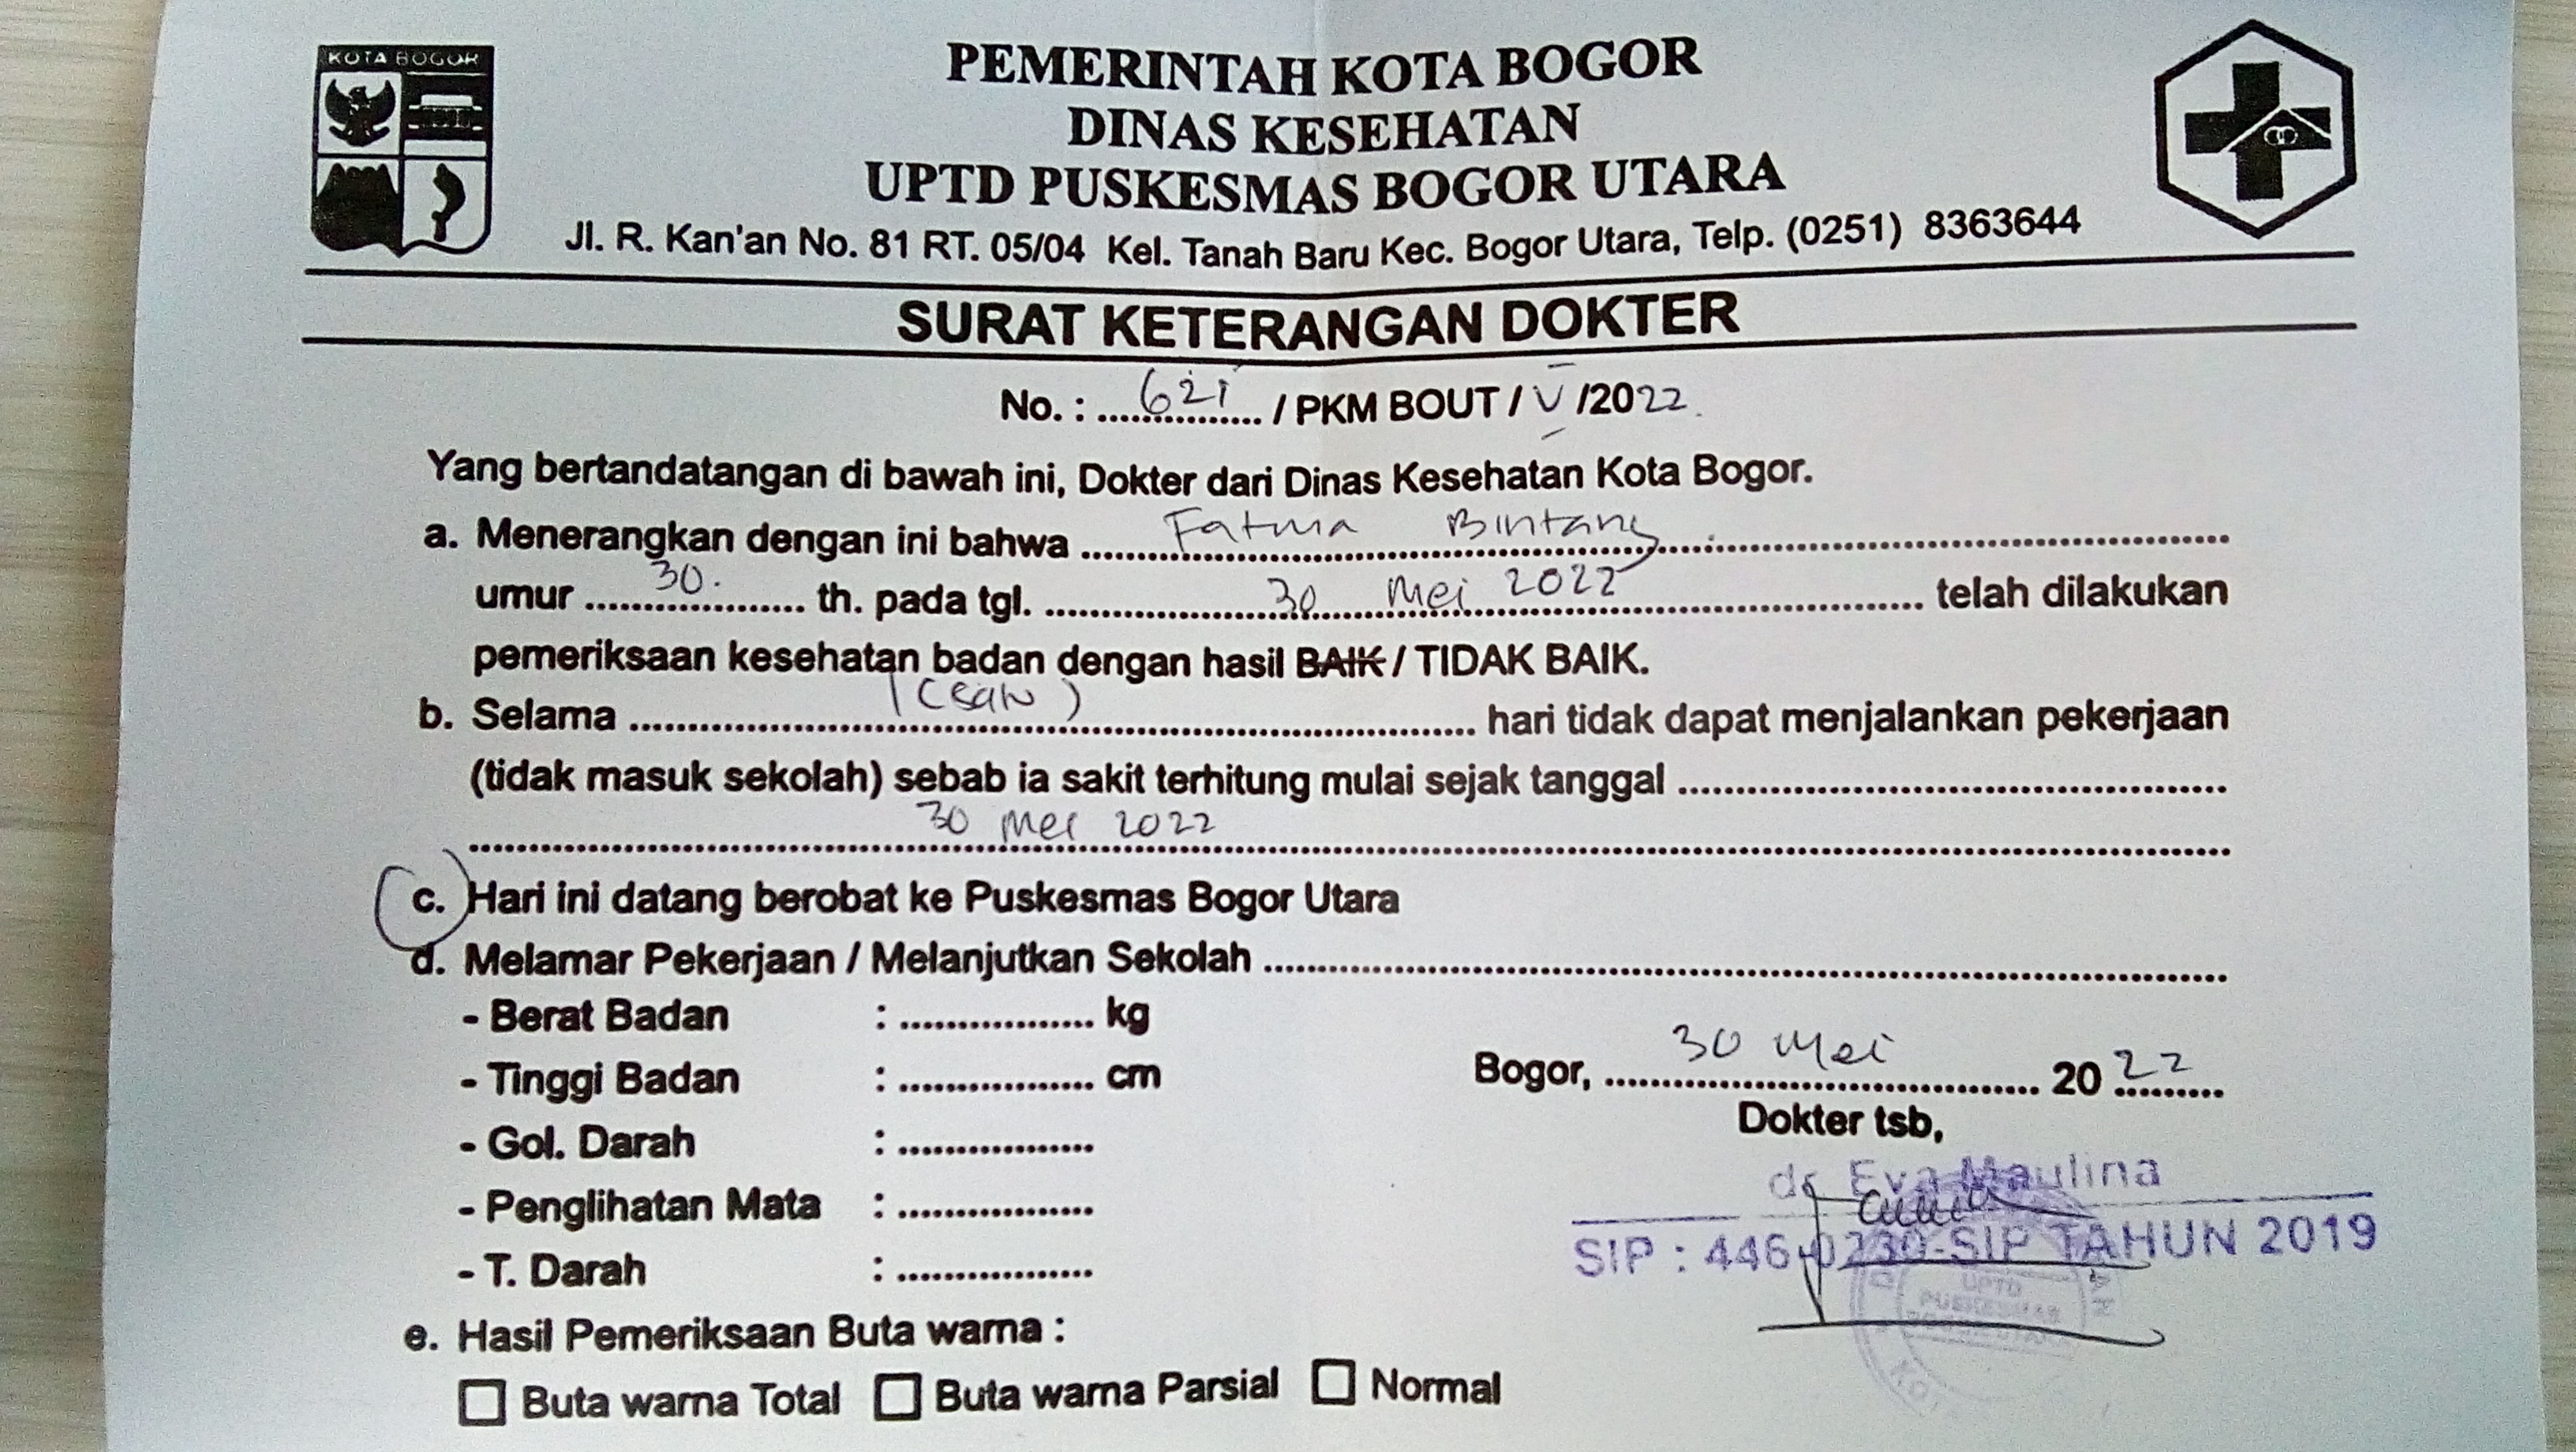 KOTA BOGOR
PEMERINTAH KOTA BOGOR
DINAS KESEHATAN
UPTD PUSKESMAS BOGOR UTARA
Jl. R. Kan'an No. 81 RT. 05/04 Kel. Tanah Baru Kec. Bogor Utara, Telp. (0251) 8363644
SURAT KETERANGAN DOKTER
No. : 621 / PKM BOUT / V /2022.
Yang bertandatangan di bawah ini, Dokter dari Dinas Kesehatan Kota Bogor.
a. Menerangkan dengan ini bahwa Fatma Bintang
umur 30. th. pada tgl. 30 Mei 2022 telah dilakukan
pemeriksaan kesehatan badan dengan hasil BAIK / TIDAK BAIK.
b. Selama 1 (satu) hari tidak dapat menjalankan pekerjaan
(tidak masuk sekolah) sebab ia sakit terhitung mulai sejak tanggal
30 Mei 2022
c. Hari ini datang berobat ke Puskesmas Bogor Utara
d. Melamar Pekerjaan / Melanjutkan Sekolah
- Berat Badan : kg
- Tinggi Badan : cm
- Gol. Darah :
- Penglihatan Mata :
- T. Darah :
Bogor, 30 Mei 2022
Dokter tsb,
dr Eva Maulina
SIP : 446-0230-SIP TAHUN 2019
UPTD
PUSKESMAS
BOGOR UTARA
e. Hasil Pemeriksaan Buta warna :
Buta warna Total Buta warna Parsial Normal